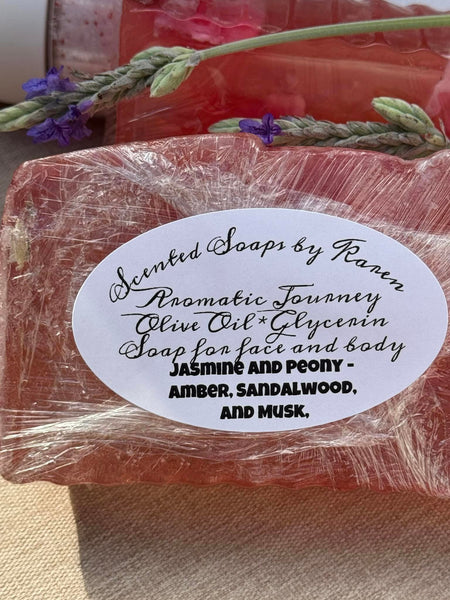 Scented Soaps by Karen
Aromatic Journey
Olive Oil * Glycerin
Soap for face and body
Jasmine and Peony -
Amber, Sandalwood,
and Musk.